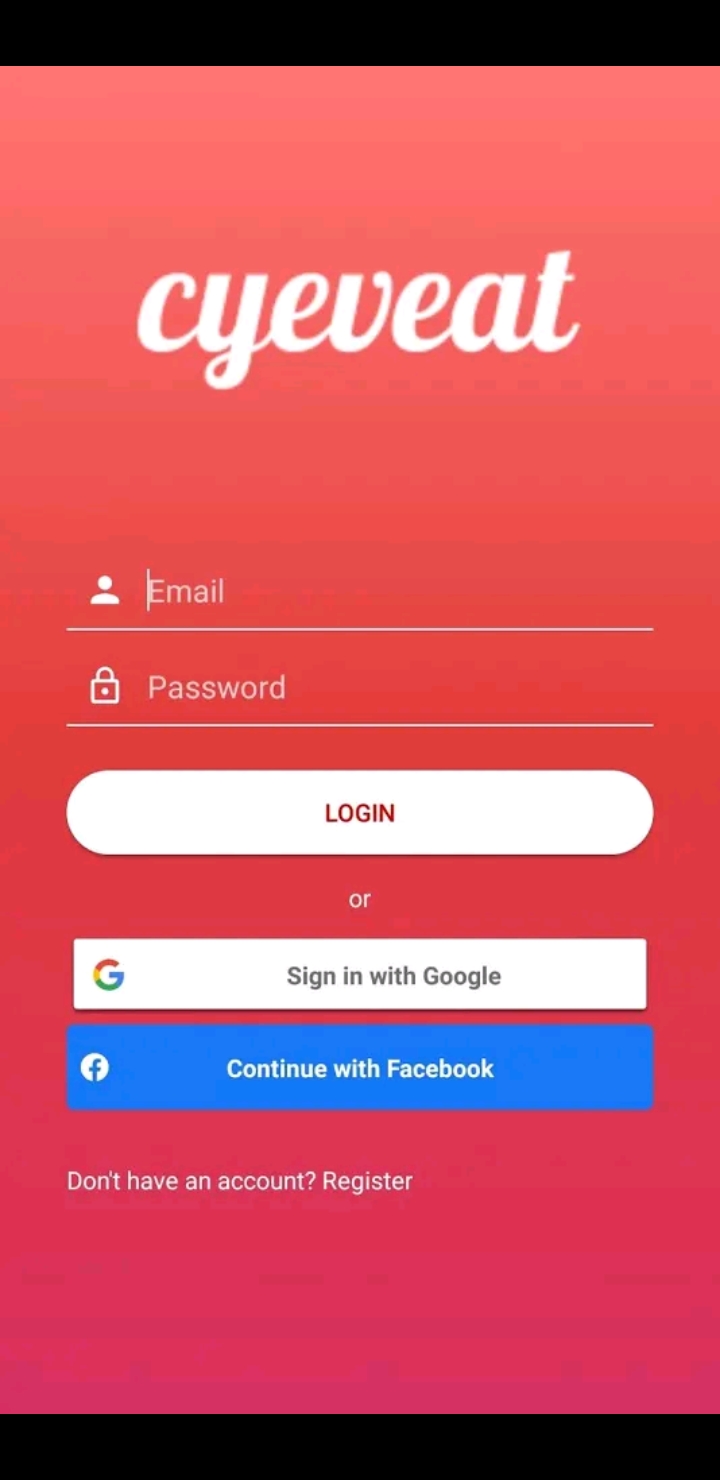 cyeveat
Email
Password
LOGIN
or
Sign in with Google
Continue with Facebook
Don't have an account? Register